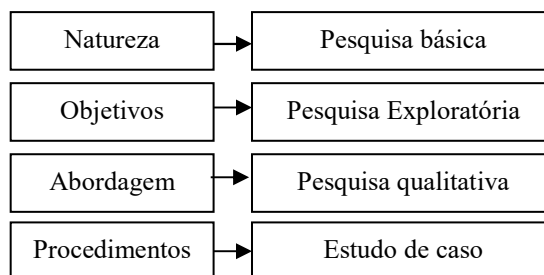 Natureza Pesquisa básica
Objetivos Pesquisa Exploratória
Abordagem Pesquisa qualitativa
Procedimentos Estudo de caso